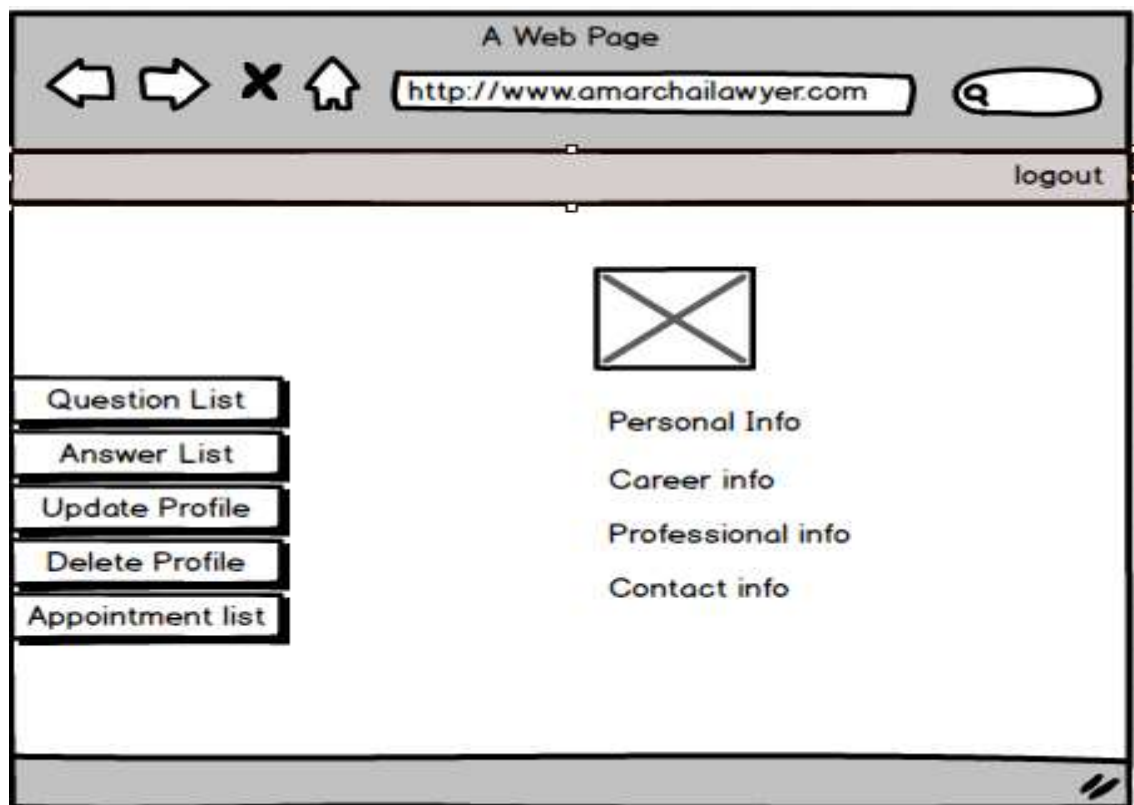 A Web Page
http://www.amarchailawyer.com
logout
Question List
Answer List
Update Profile
Delete Profile
Appointment list
Personal Info
Career info
Professional info
Contact info